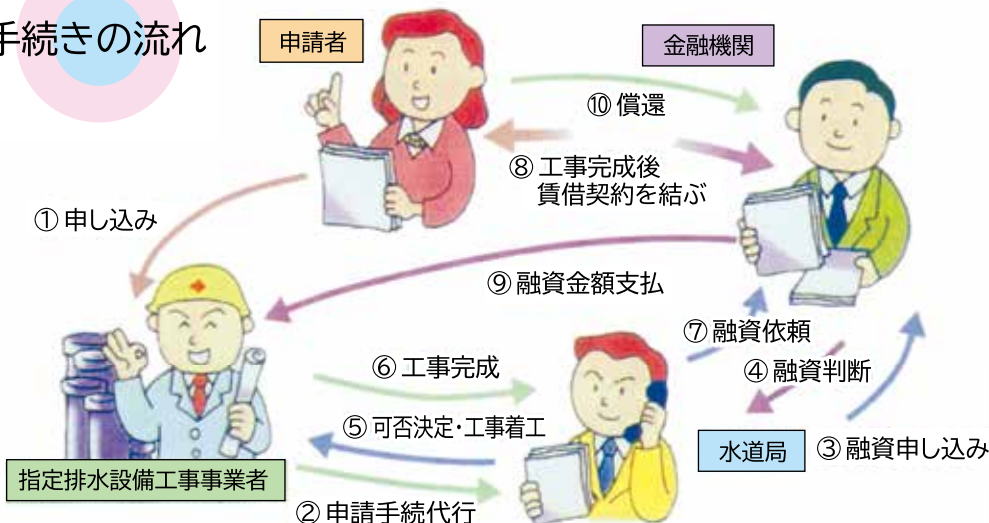 手続きの流れ
申請者
金融機関
⑩ 償還
⑧ 工事完成後
賃借契約を結ぶ
① 申し込み
⑨ 融資金額支払
⑦ 融資依頼
⑥ 工事完成
④ 融資判断
⑤ 可否決定・工事着工
水道局
③ 融資申し込み
指定排水設備工事事業者
② 申請手続代行